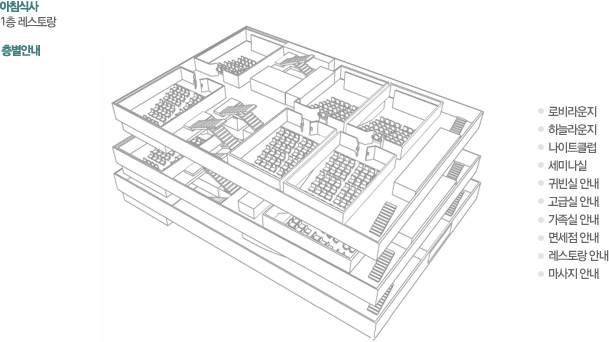 아침식사
1층 레스토랑
층별안내
로비라운지
하늘라운지
나이트클럽
세미나실
귀빈실 안내
고급실 안내
가족실 안내
면세점 안내
레스토랑 안내
마사지 안내